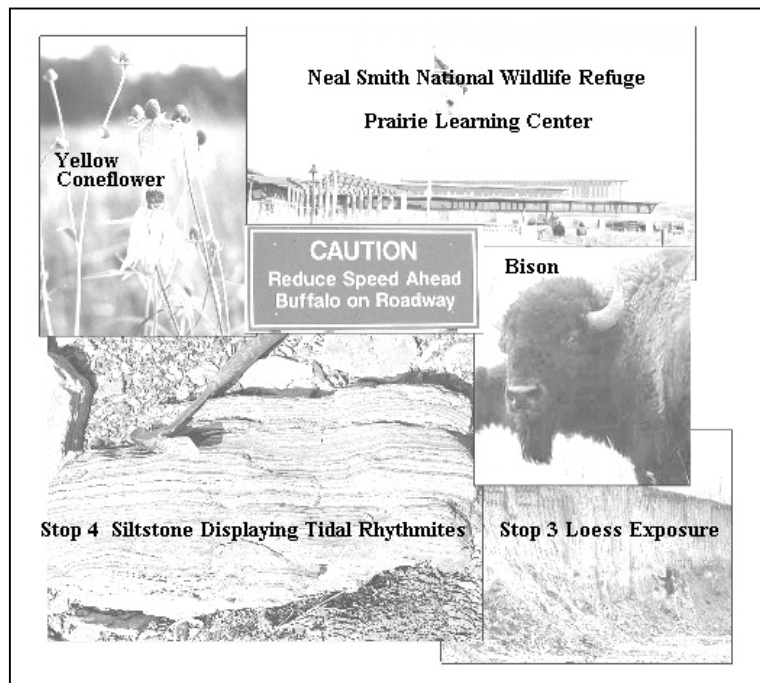 Neal Smith National Wildlife Refuge
Prairie Learning Center
Yellow
Coneflower
CAUTION
Reduce Speed Ahead
Buffalo on Roadway
Bison
Stop 4 Siltstone Displaying Tidal Rhythmites
Stop 3 Loess Exposure